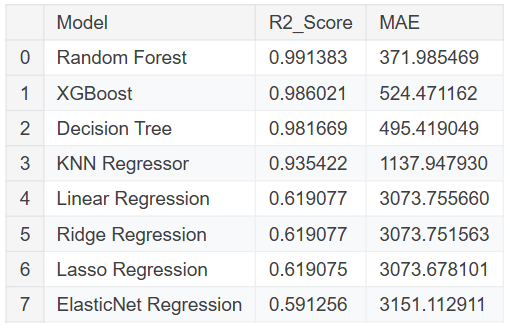 Model R2_Score MAE
0 Random Forest 0.991383 371.985469
1 XGBoost 0.986021 524.471162
2 Decision Tree 0.981669 495.419049
3 KNN Regressor 0.935422 1137.947930
4 Linear Regression 0.619077 3073.755660
5 Ridge Regression 0.619077 3073.751563
6 Lasso Regression 0.619075 3073.678101
7 ElasticNet Regression 0.591256 3151.112911